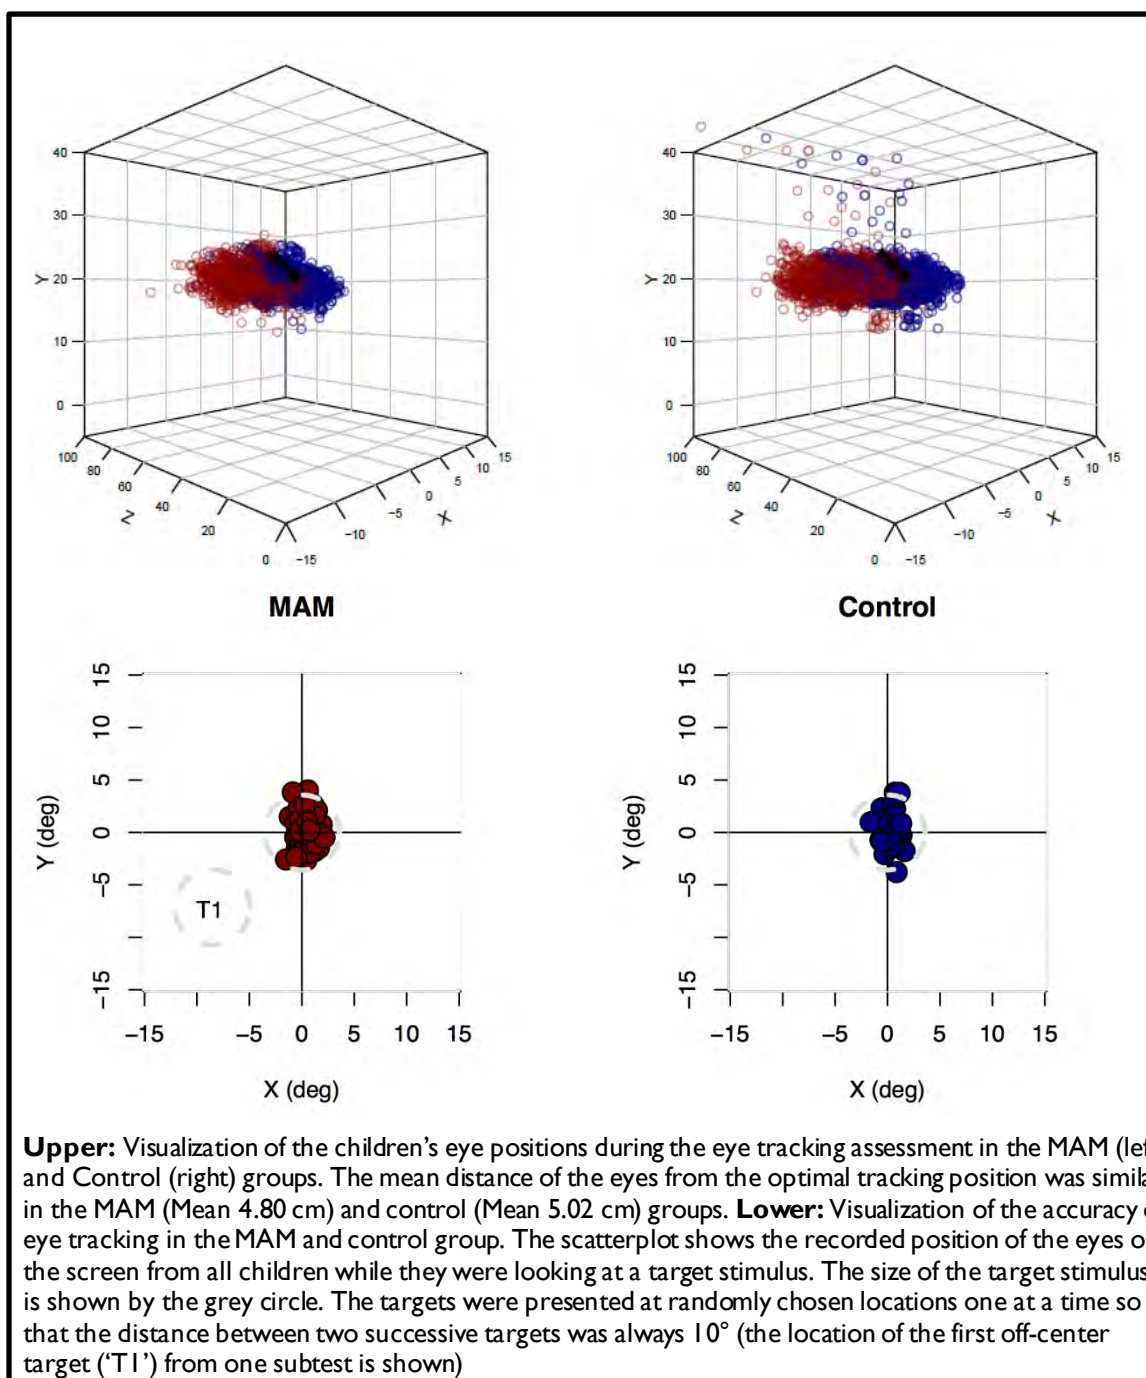 40
40
30
30
Y
20
Y
20
10
10
0
0
100
80
60
Z
40
20
0
-15
-10
-5
0
X
5
10
15
100
80
60
Z
40
20
0
-15
-10
-5
0
X
5
10
15
MAM
Control
Y (deg)
15
10
5
0
-5
-15
T1
-15
-5
0
5
10
15
X (deg)
Y (deg)
15
10
5
0
-5
-15
-15
-5
0
5
10
15
X (deg)
Upper: Visualization of the children's eye positions during the eye tracking assessment in the MAM
and Control (right) groups. The mean distance of the eyes from the optimal tracking position was
in the MAM (Mean 4.80 cm) and control (Mean 5.02 cm) groups. Lower: Visualization of the accuracy
eye tracking in the MAM and control group. The scatterplot shows the recorded position of the eyes
the screen from all children while they were looking at a target stimulus. The size of the target stimulus
is shown by the grey circle. The targets were presented at randomly chosen locations one at a time so
that the distance between two successive targets was always 10° (the location of the first off-center
target ('T1') from one subtest is shown)